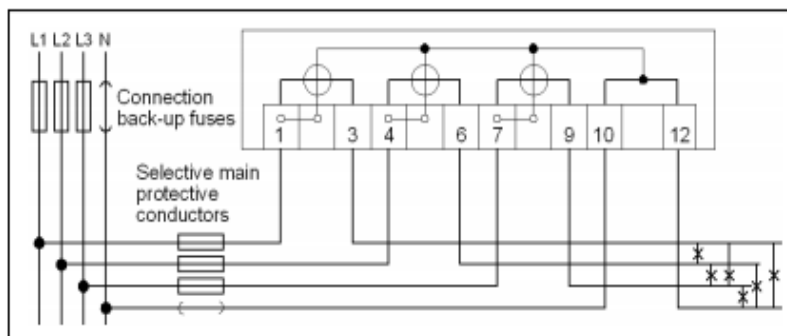 L1 L2 L3 N
Connection
back-up fuses
1 3 4 6 7 9 10 12
Selective main
protective
conductors